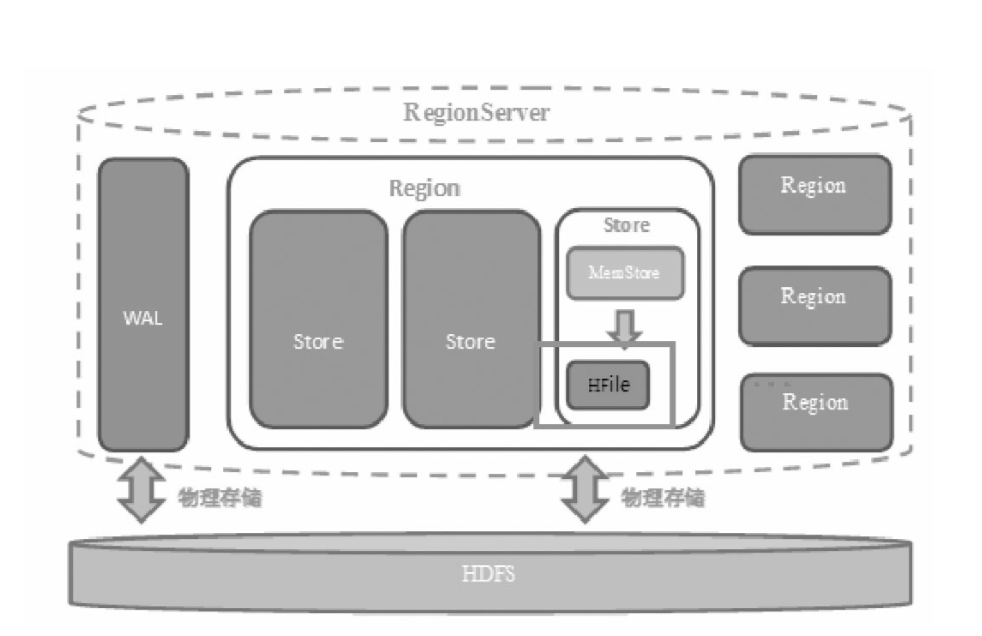 RegionServer
WAL
Region
Store
Store
Store
MemStore
HFile
Region
Region
Region
物理存储
物理存储
HDFS